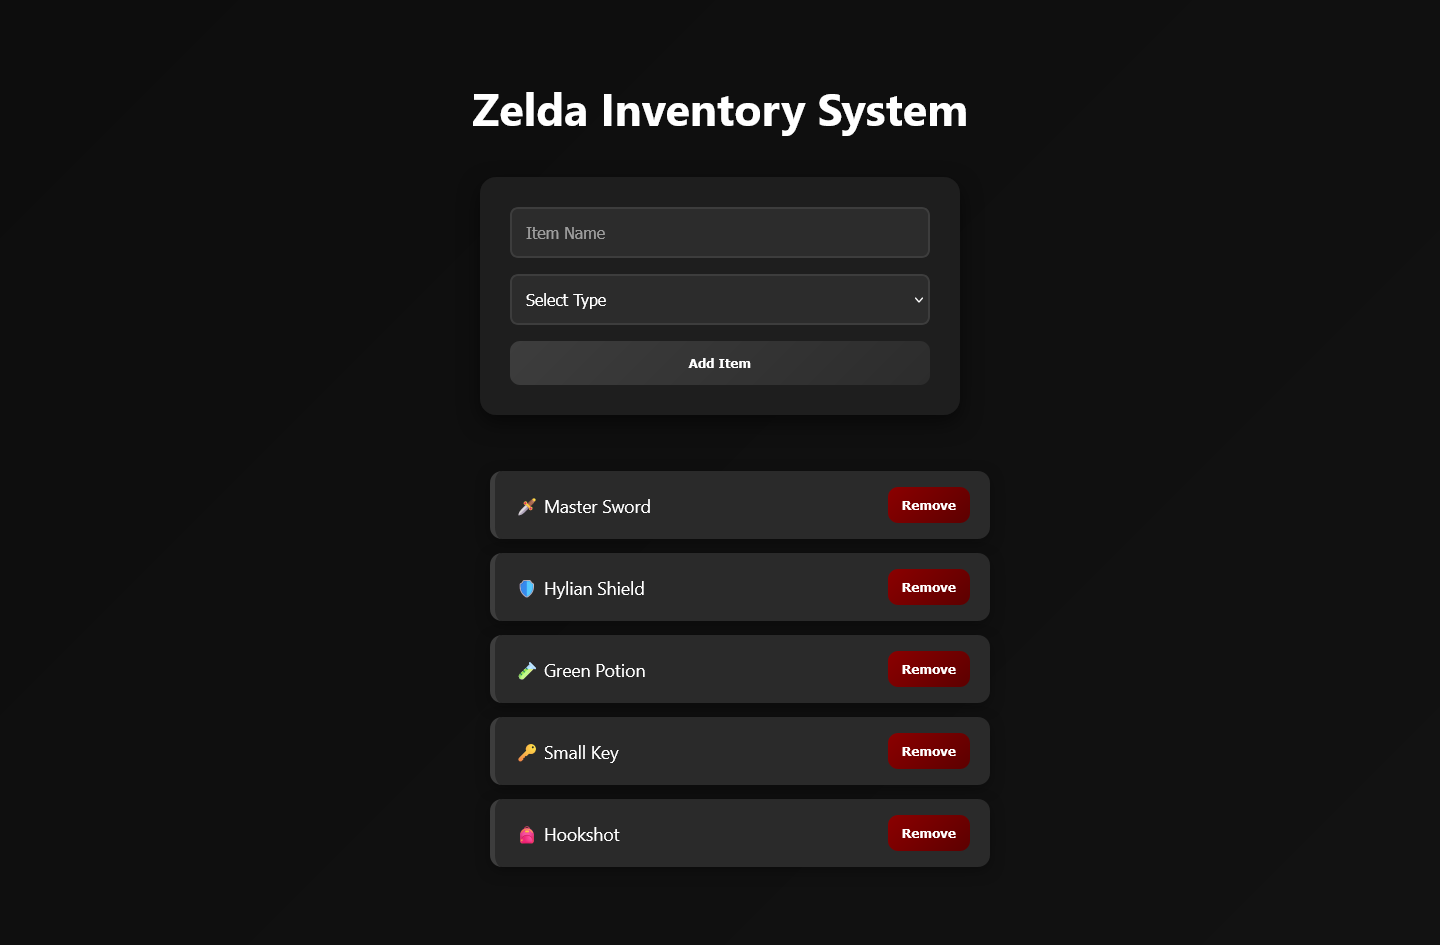 Zelda Inventory System
Item Name
Select Type
Add Item
Master Sword Remove
Hylian Shield Remove
Green Potion Remove
Small Key Remove
Hookshot Remove